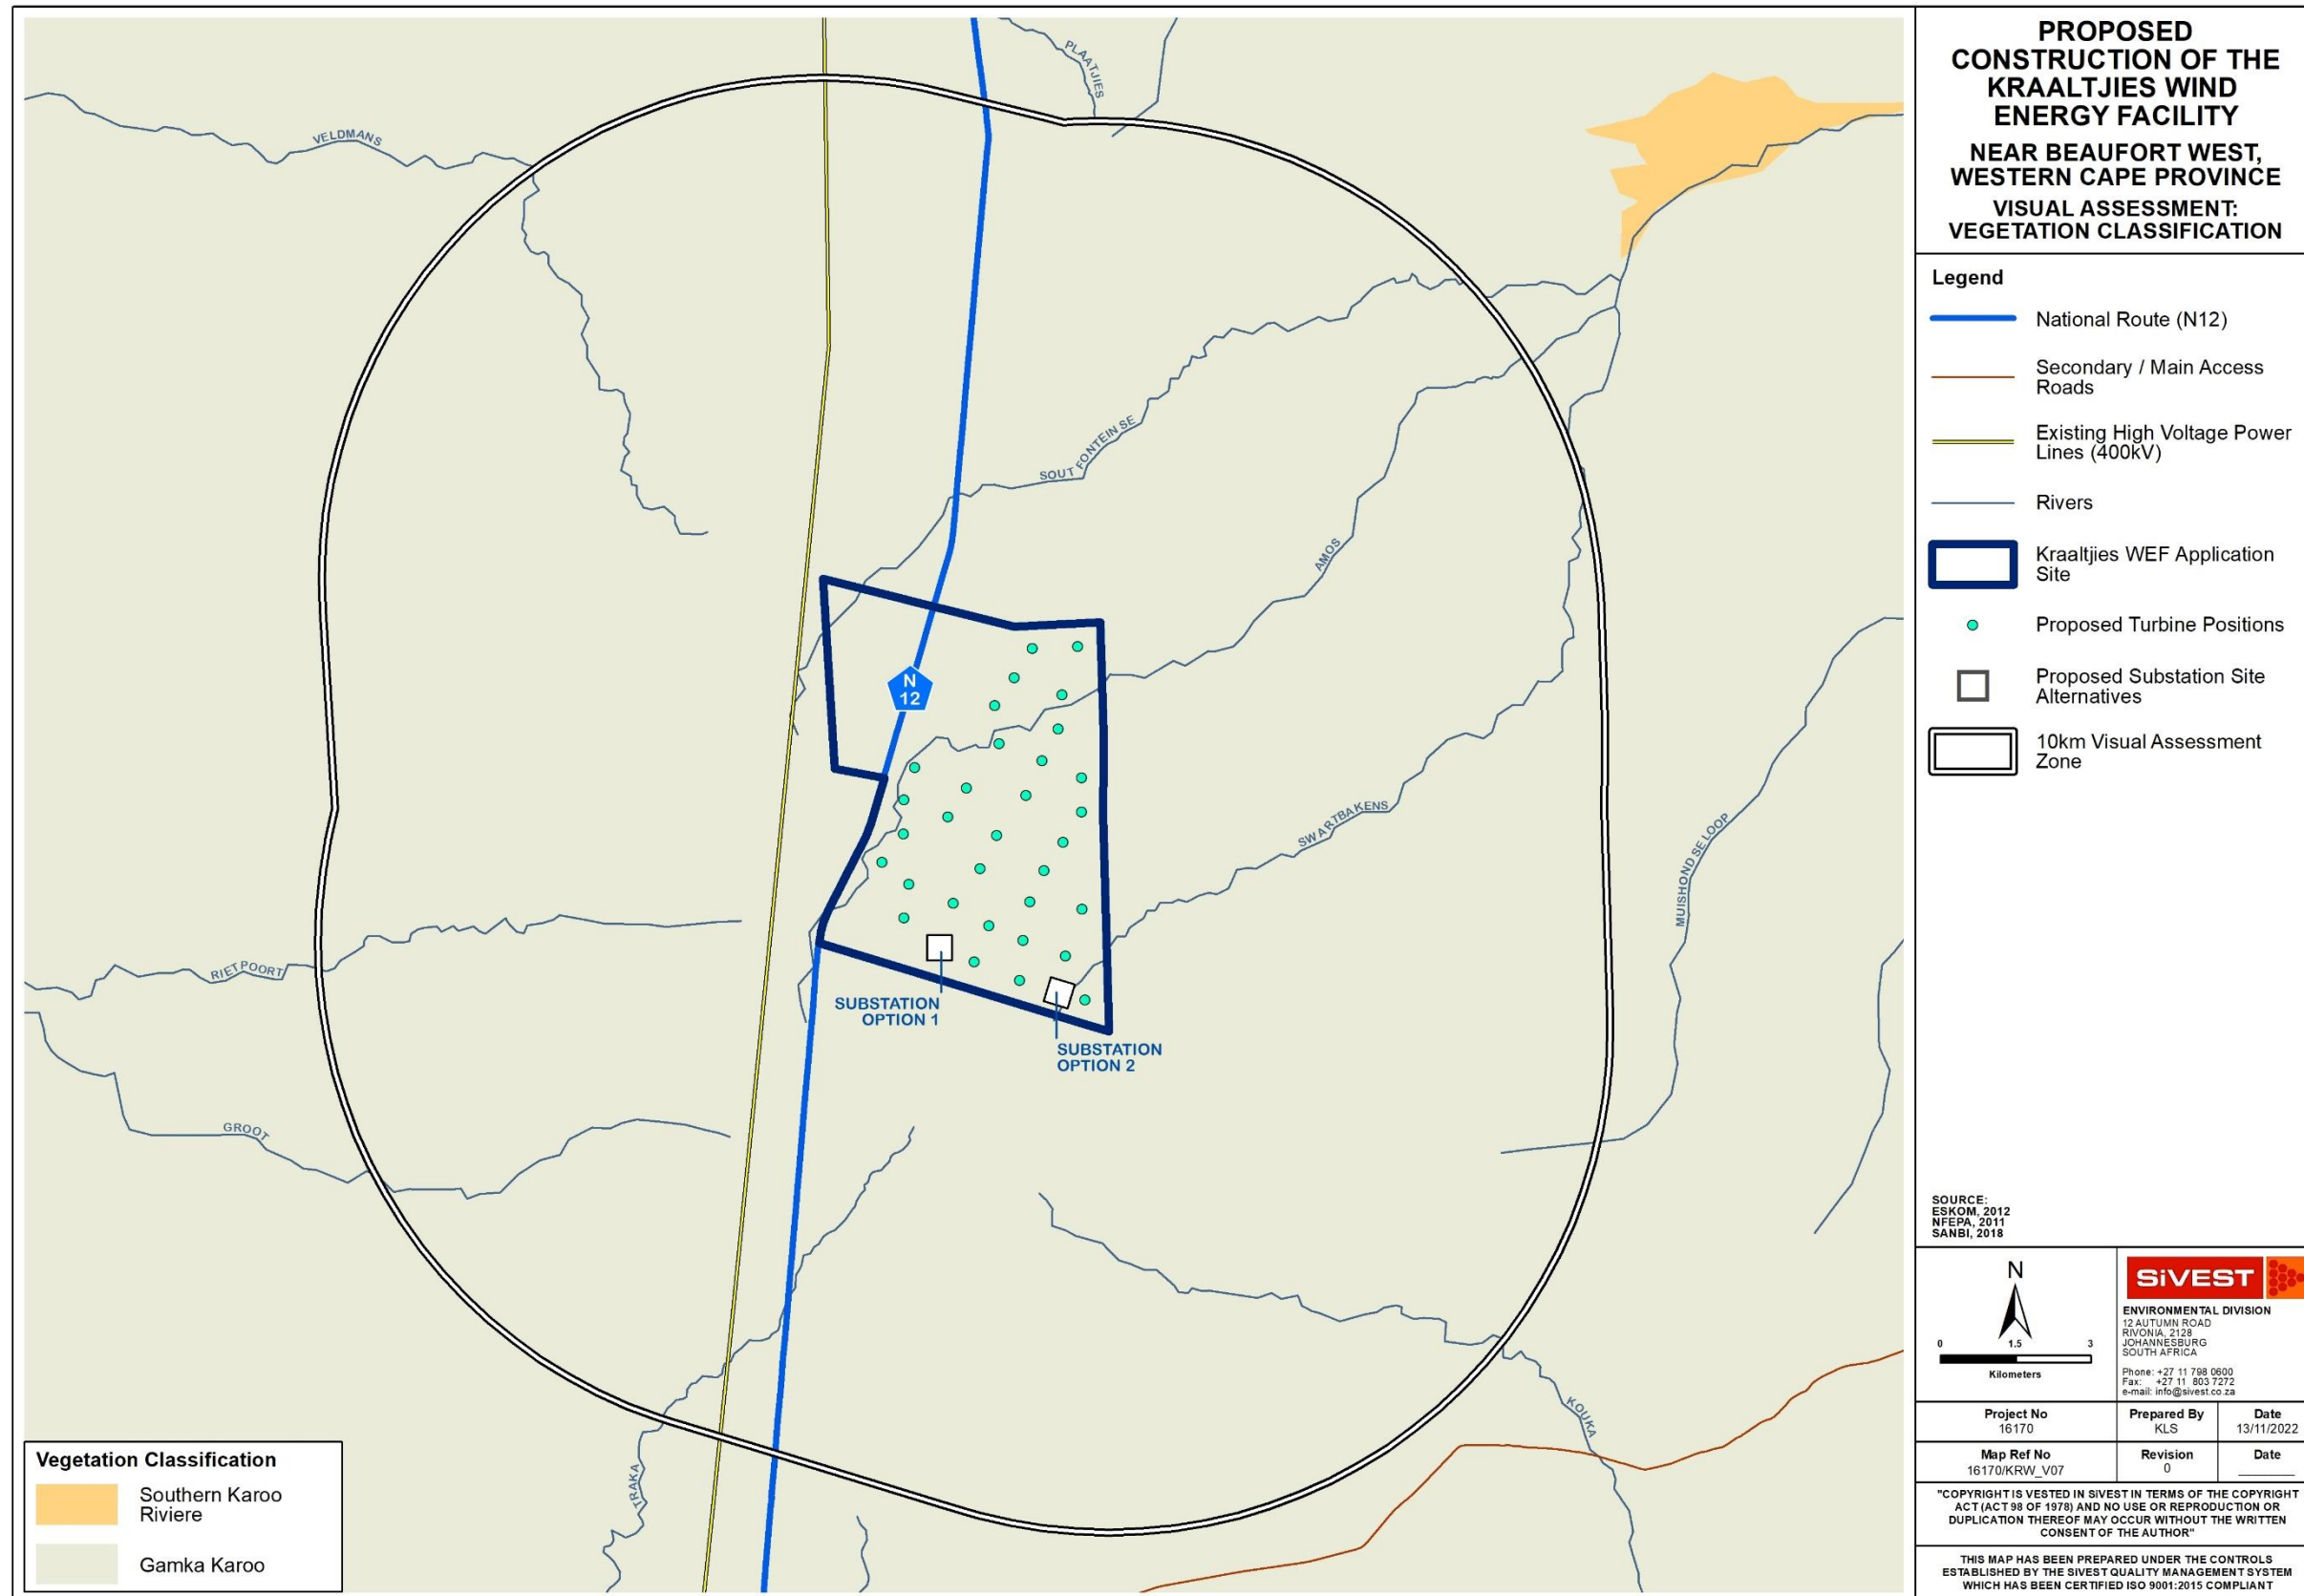 PROPOSED
CONSTRUCTION OF THE
KRAALTJIES WIND
ENERGY FACILITY
NEAR BEAUFORT WEST,
WESTERN CAPE PROVINCE
VISUAL ASSESSMENT:
VEGETATION CLASSIFICATION
Legend
National Route (N12)
Secondary / Main Access
Roads
Existing High Voltage Power
Lines (400kV)
Rivers
Kraaltjies WEF Application
Site
Proposed Turbine Positions
Proposed Substation Site
Alternatives
10km Visual Assessment
Zone
PLAATJIES
VELDMANS
SOUT FONTEIN SE
AMOS
N
12
SWARTBAKENS
MUISHOND SE LOOP
RIETPOORT
SUBSTATION
OPTION 1
SUBSTATION
OPTION 2
GROOT
KOUKA
TRAKA
Vegetation Classification
Southern Karoo
Riviere
Gamka Karoo
SOURCE:
ESKOM, 2012
NFEPA, 2011
SANBI, 2018
N
0 1.5 3
Kilometers
SiVEST
ENVIRONMENTAL DIVISION
12 AUTUMN ROAD
RIVONIA, 2128
JOHANNESBURG
SOUTH AFRICA
Phone: +27 11 798 0600
Fax: +27 11 803 7272
e-mail: info@sivest.co.za
Project No
16170
Prepared By
KLS
Date
13/11/2022
Map Ref No
16170/KRW_V07
Revision
0
Date
"COPYRIGHT IS VESTED IN SiVEST IN TERMS OF THE COPYRIGHT
ACT (ACT 98 OF 1978) AND NO USE OR REPRODUCTION OR
DUPLICATION THEREOF MAY OCCUR WITHOUT THE WRITTEN
CONSENT OF THE AUTHOR"
THIS MAP HAS BEEN PREPARED UNDER THE CONTROLS
ESTABLISHED BY THE SIVEST QUALITY MANAGEMENT SYSTEM
WHICH HAS BEEN CERTIFIED ISO 9001:2015 COMPLIANT